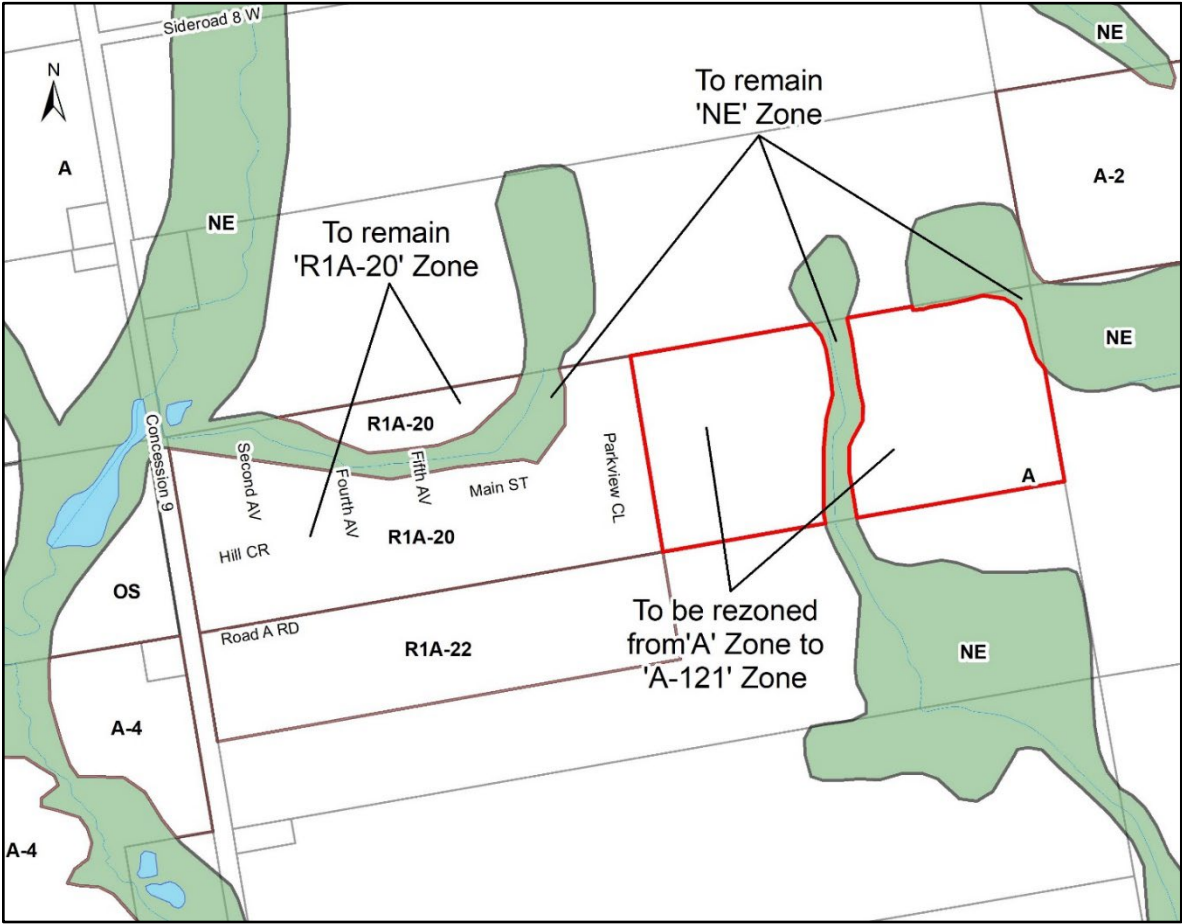 Sideroad 8 W
NE
N
To remain
'NE' Zone
A
A-2
NE
To remain
'R1A-20' Zone
NE
R1A-20
Concession 9
Second AV
Fourth AV
Fifth AV
Main ST
Parkview CL
A
Hill CR
R1A-20
OS
To be rezoned
from'A' Zone to
'A-121' Zone
Road A RD
R1A-22
NE
A-4
A-4